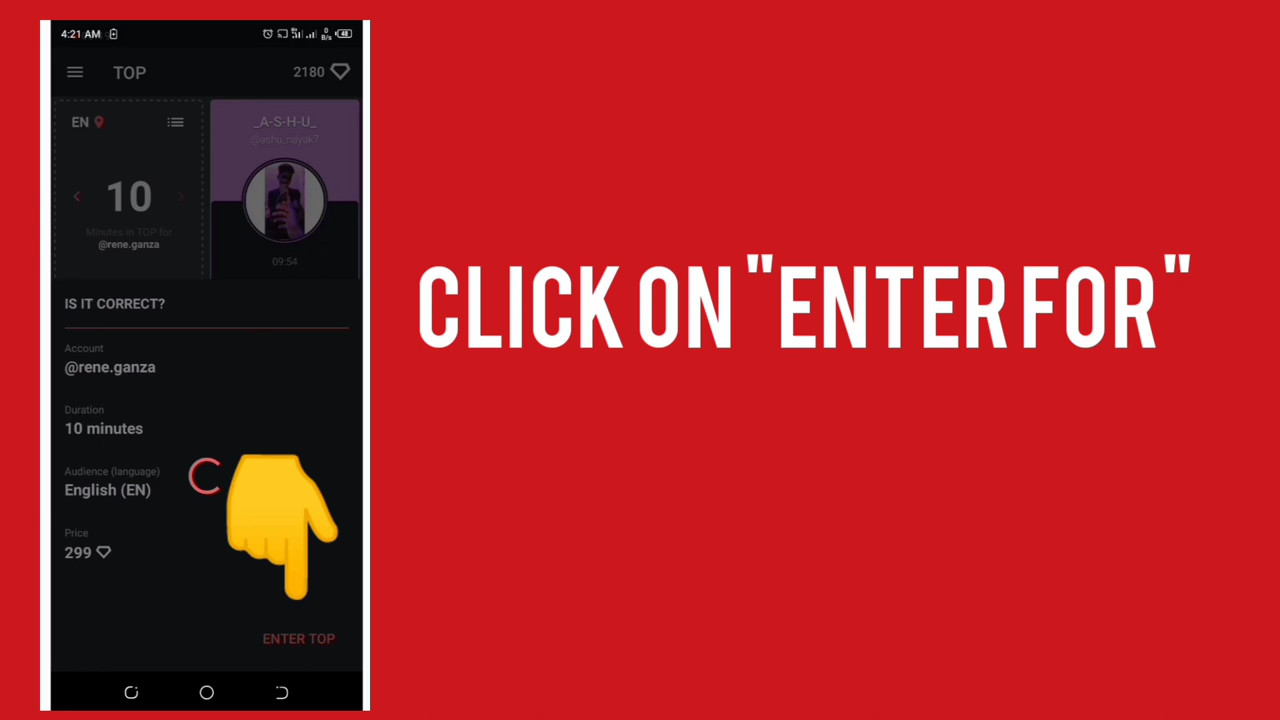 4:21 AM
0 B/s 48
TOP
2180
EN
10
Minutes in TOP for
@rene.ganza
_A-S-H-U_
@ashu_nayak7
09:54
IS IT CORRECT?
Account
@rene.ganza
Duration
10 minutes
Audience (language)
English (EN)
Price
299
ENTER TOP
CLICK ON "ENTER FOR "